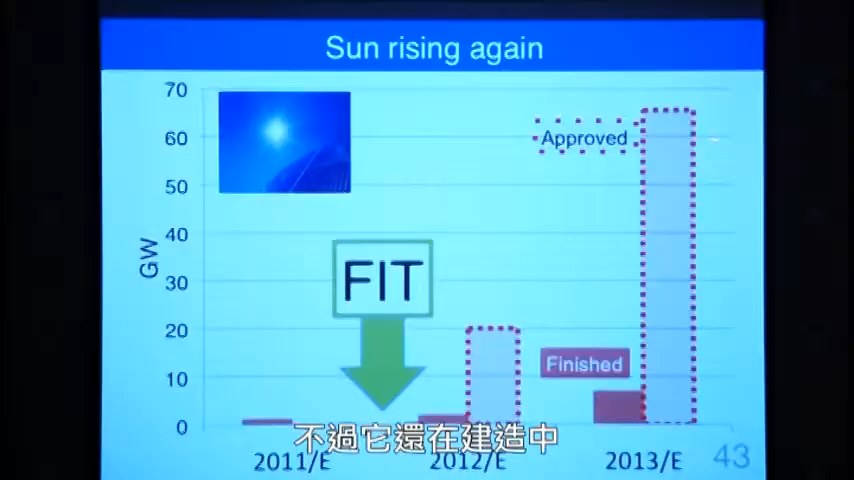 Sun rising again
70
60
50
40
30
20
10
0
GW
Approved
FIT
Finished
不過它還在建造中
2011/E
2012/E
2013/E
43